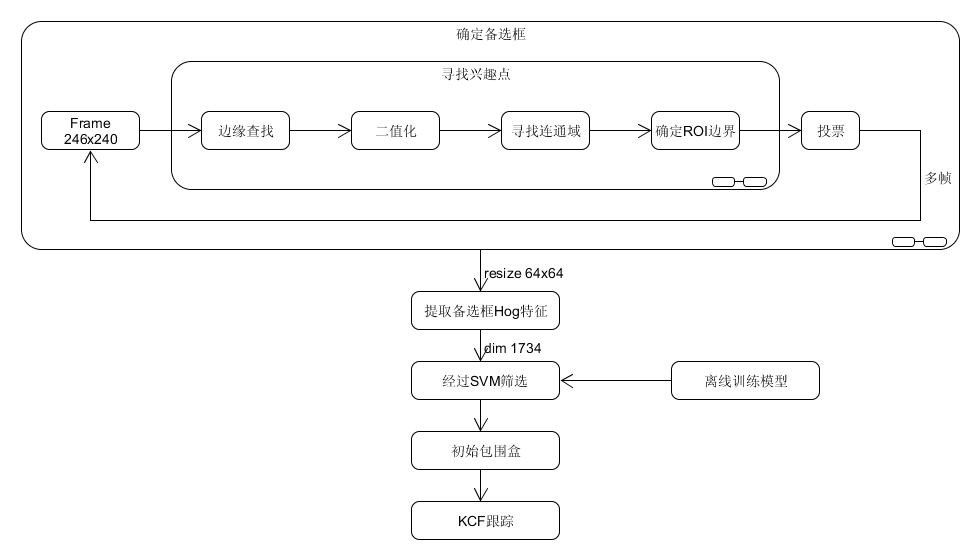 确定备选框
寻找兴趣点
Frame
246x240
边缘查找
二值化
寻找连通域
确定ROI边界
投票
多帧
resize 64x64
提取备选框Hog特征
dim 1734
经过SVM筛选
离线训练模型
初始包围盒
KCF跟踪